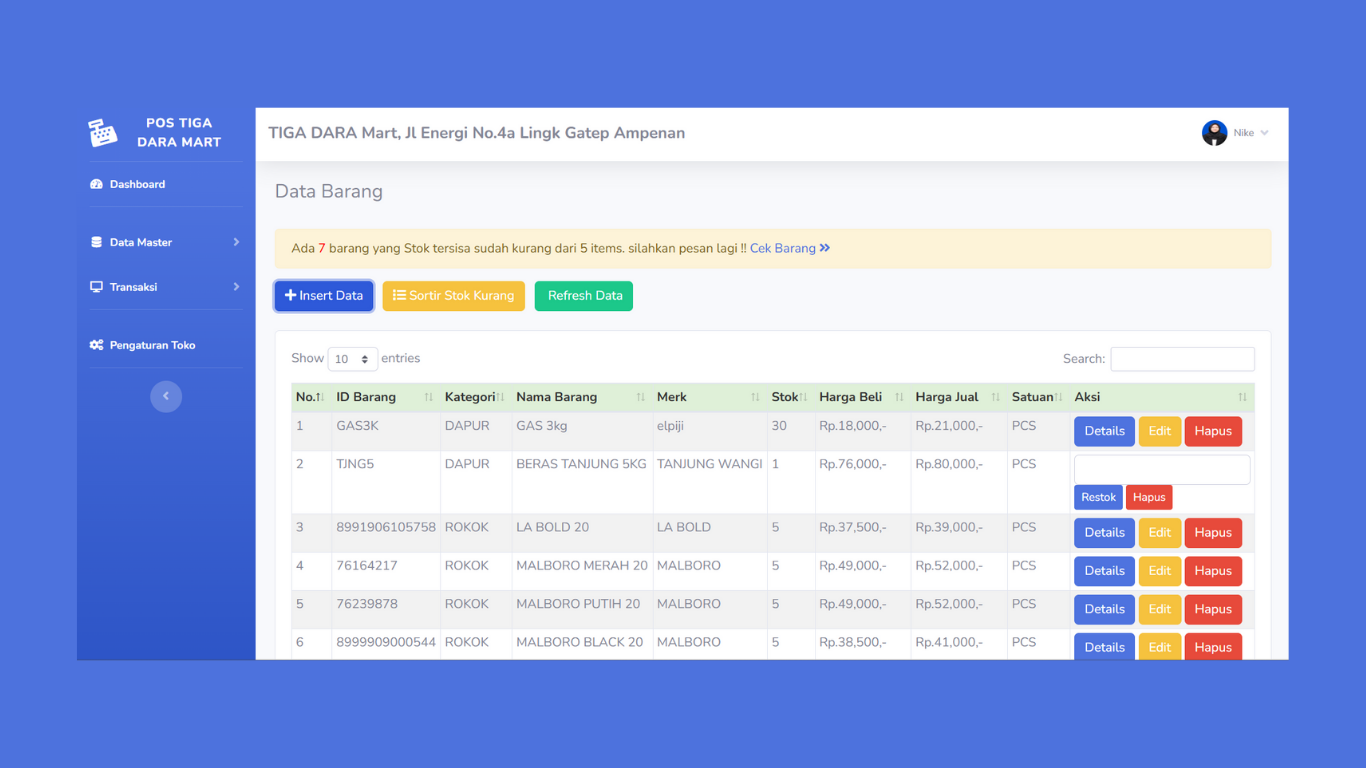 POS TIGA
DARA MART
TIGA DARA Mart, Jl Energi No.4a Lingk Gatep Ampenan
Nike
Dashboard
Data Master
Transaksi
Pengaturan Toko
Data Barang
Ada 7 barang yang Stok tersisa sudah kurang dari 5 items. silahkan pesan lagi !! Cek Barang »
+ Insert Data Sortir Stok Kurang Refresh Data
Show 10 entries Search:
No. ID Barang Kategori Nama Barang Merk Stok Harga Beli Harga Jual Satuan Aksi
1 GAS3K DAPUR GAS 3kg elpiji 30 Rp.18,000,- Rp.21,000,- PCS Details Edit Hapus
2 TJNG5 DAPUR BERAS TANJUNG 5KG TANJUNG WANGI 1 Rp.76,000,- Rp.80,000,- PCS
Restok Hapus
3 8991906105758 ROKOK LA BOLD 20 LA BOLD 5 Rp.37,500,- Rp.39,000,- PCS Details Edit Hapus
4 76164217 ROKOK MALBORO MERAH 20 MALBORO 5 Rp.49,000,- Rp.52,000,- PCS Details Edit Hapus
5 76239878 ROKOK MALBORO PUTIH 20 MALBORO 5 Rp.49,000,- Rp.52,000,- PCS Details Edit Hapus
6 8999909000544 ROKOK MALBORO BLACK 20 MALBORO 5 Rp.38,500,- Rp.41,000,- PCS Details Edit Hapus